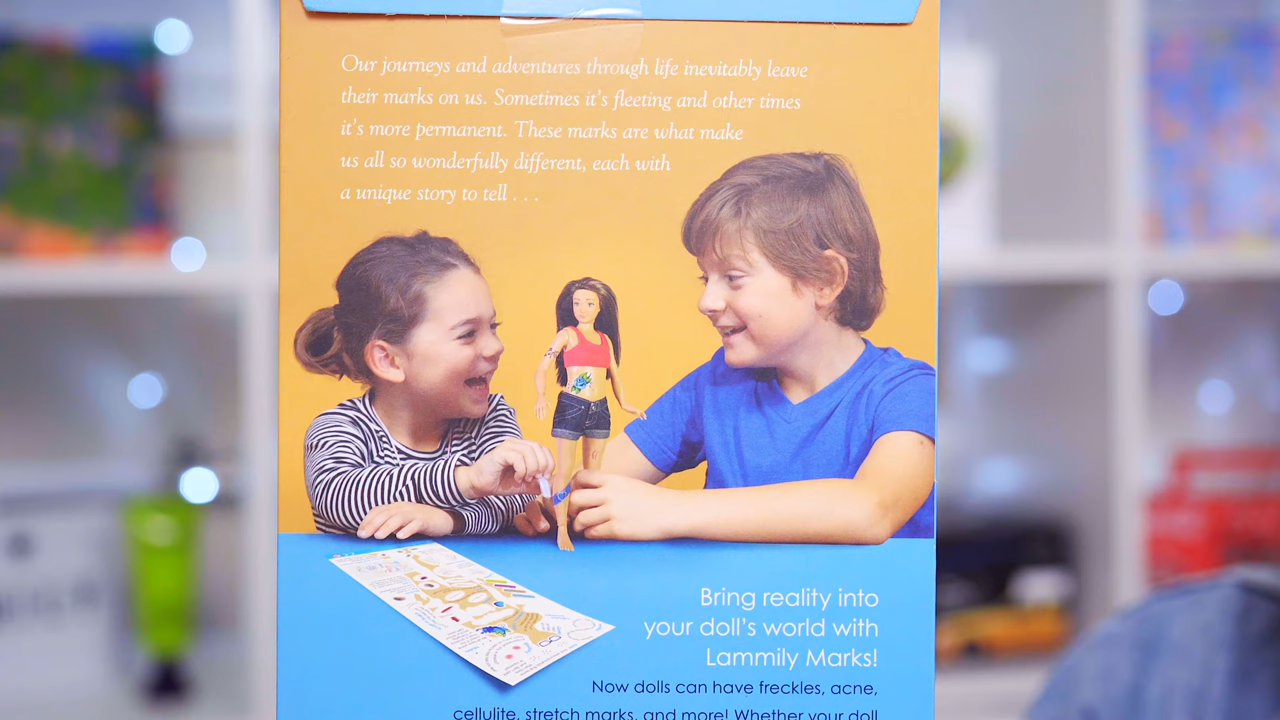 Our journeys and adventures through life inevitably leave
their marks on us. Sometimes it's fleeting and other times
it's more permanent. These marks are what make
us all so wonderfully different, each with
a unique story to tell . . .
Bring reality into
your doll's world with
Lammily Marks!
Now dolls can have freckles, acne,
cellulite, stretch marks, and more! Whether your doll